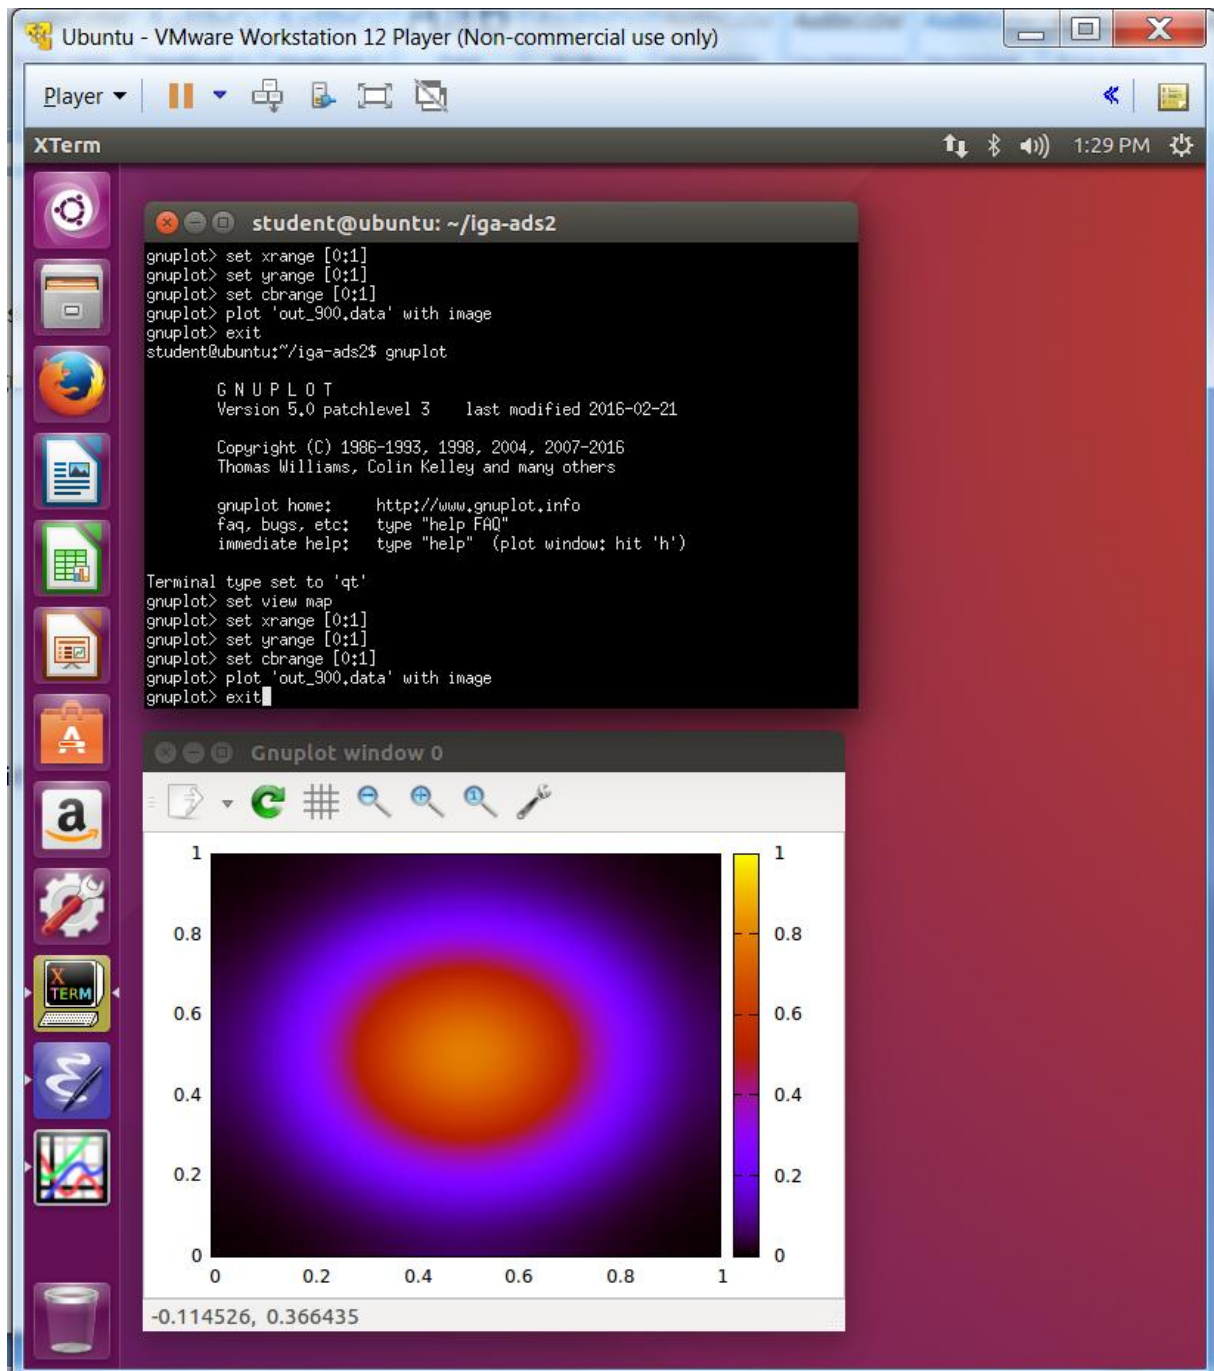 Ubuntu - VMware Workstation 12 Player (Non-commercial use only)
Player
XTerm
1:29 PM
student@ubuntu: ~/iga-ads2
gnuplot> set xrange [0:1]
gnuplot> set yrange [0:1]
gnuplot> set cbrange [0:1]
gnuplot> plot 'out_900.data' with image
gnuplot> exit
student@ubuntu:~/iga-ads2$ gnuplot
G N U P L O T
Version 5.0 patchlevel 3    last modified 2016-02-21
Copyright (C) 1986-1993, 1998, 2004, 2007-2016
Thomas Williams, Colin Kelley and many others
gnuplot home:    http://www.gnuplot.info
faq, bugs, etc:   type "help FAQ"
immediate help:   type "help"  (plot window: hit 'h')
Terminal type set to 'qt'
gnuplot> set view map
gnuplot> set xrange [0:1]
gnuplot> set yrange [0:1]
gnuplot> set cbrange [0:1]
gnuplot> plot 'out_900.data' with image
gnuplot> exit
X
TERM
Gnuplot window 0
1
0.8
0.6
0.4
0.2
0
0 0.2 0.4 0.6 0.8 1
1
0.8
0.6
0.4
0.2
0
-0.114526, 0.366435